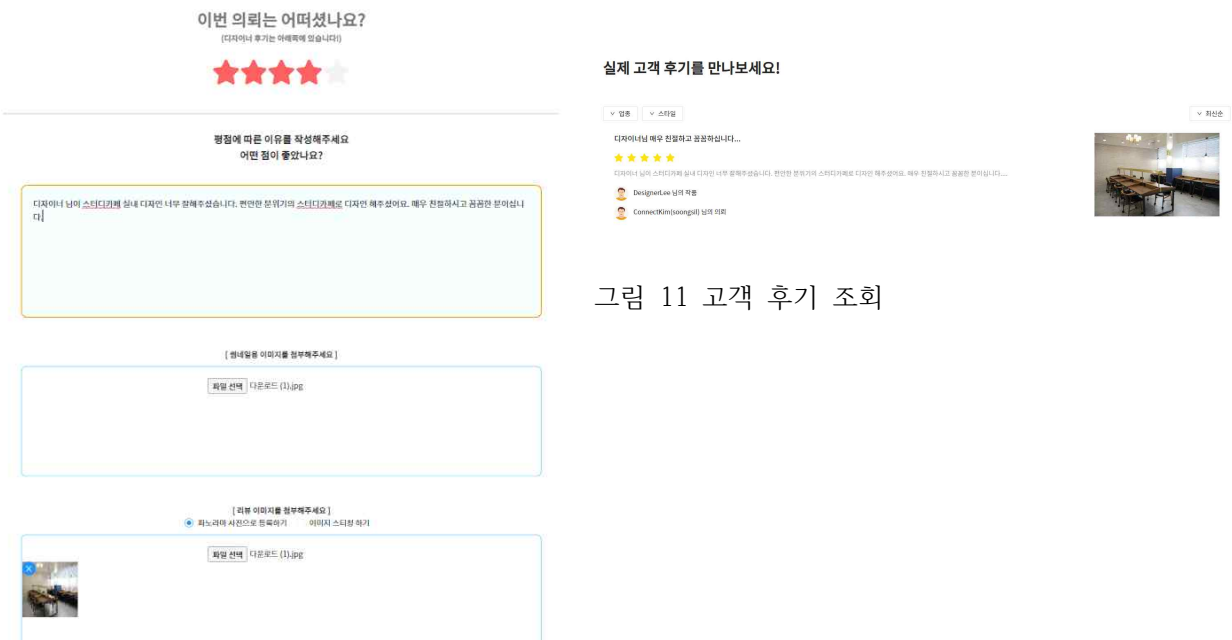 이번 의뢰는 어떠셨나요?
(디자이너 후기는 아래쪽에 있습니다!)
평점에 따른 이유를 작성해주세요
어떤 점이 좋았나요?
디자이너 님이 스터디카페 실내 디자인 너무 잘해주셨습니다. 편안한 분위기의 스터디카페로 디자인 해주셨어요. 매우 친절하시고 꼼꼼한 분이십니
다.
[ 썸네일용 이미지를 첨부해주세요 ]
파일 선택 다운로드 (1).jpg
[ 리뷰 이미지를 첨부해주세요 ]
파노라마 사진으로 등록하기 이미지 스티칭 하기
파일 선택 다운로드 (1).jpg
X
실제 고객 후기를 만나보세요!
업종 스타일 최신순
디자이너님 매우 친절하고 꼼꼼하십니다...
디자이너 님이 스터디카페 실내 디자인 너무 잘해주셨습니다. 편안한 분위기의 스터디카페로 디자인 해주셨어요. 매우 친절하시고 꼼꼼한 분이십니다....
DesignerLee 님의 작품
ConnectKim(soongsil) 님의 의뢰
그림 11 고객 후기 조회